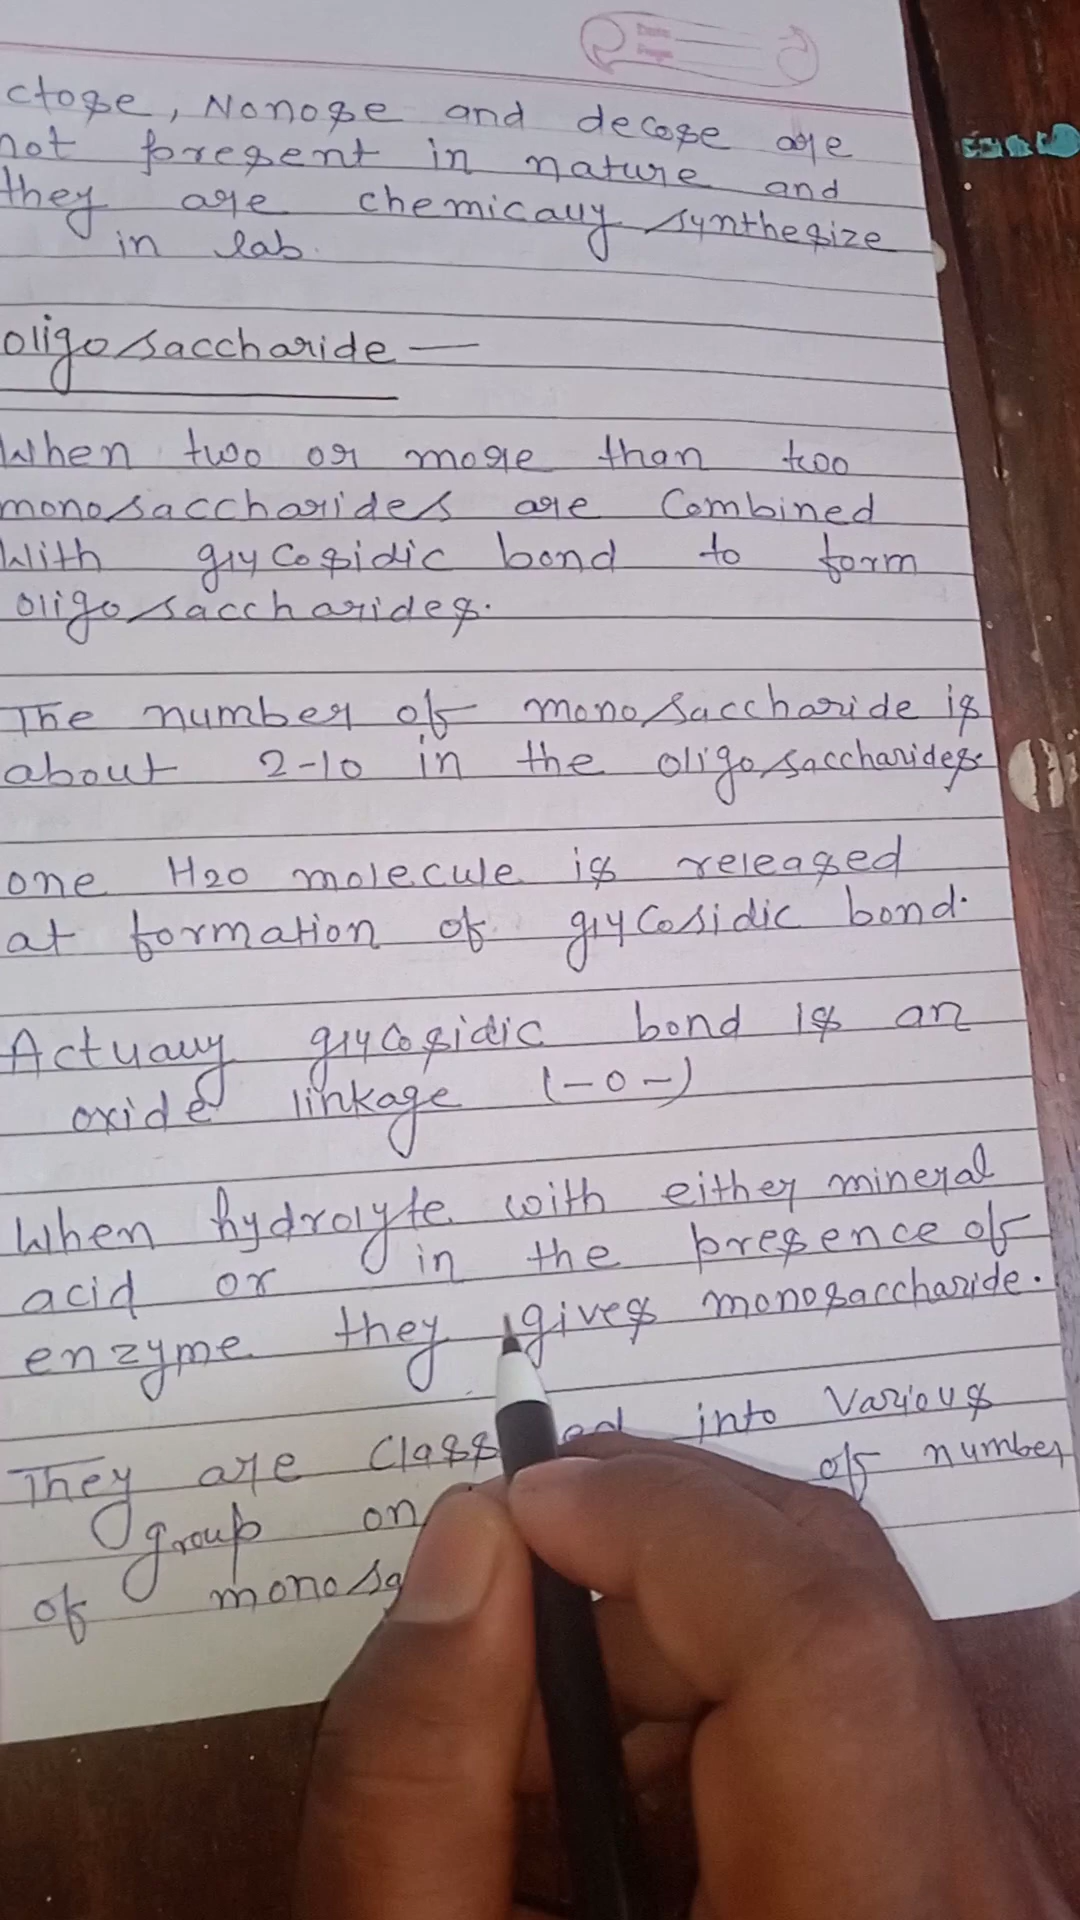 Date
Page
ctose, Nonose and decose are
not present in nature and
they are chemically synthesize
in lab.
oligosaccharide —
When two or more than two
monosaccharides are Combined
With glycosidic bond to form
oligosaccharides.
The number of monosaccharide is
about 2-10 in the oligosaccharides.
one H2O molecule is released
at formation of glycosidic bond.
Actually glycosidic bond is an
oxide linkage (-o-)
When hydrolyte with either mineral
acid or in the presence of
enzyme they gives monosaccharide.
They are into various
group on of number
of